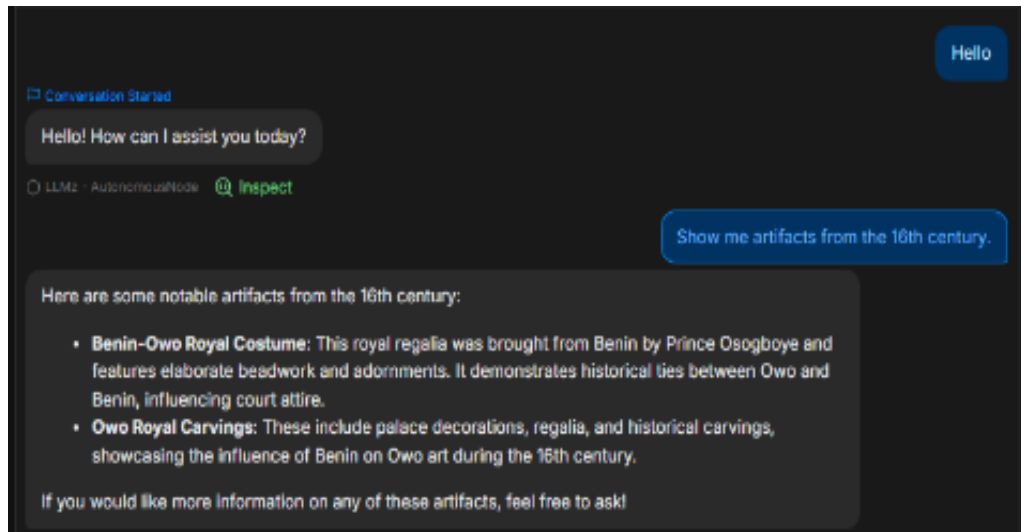 Hello
Conversation Started
Hello! How can I assist you today?
LLMz - AutonomousNode Inspect
Show me artifacts from the 16th century.
Here are some notable artifacts from the 16th century:
• Benin-Owo Royal Costume: This royal regalia was brought from Benin by Prince Osogboye and
features elaborate beadwork and adornments. It demonstrates historical ties between Owo and
Benin, influencing court attire.
• Owo Royal Carvings: These include palace decorations, regalia, and historical carvings,
showcasing the influence of Benin on Owo art during the 16th century.
If you would like more information on any of these artifacts, feel free to ask!